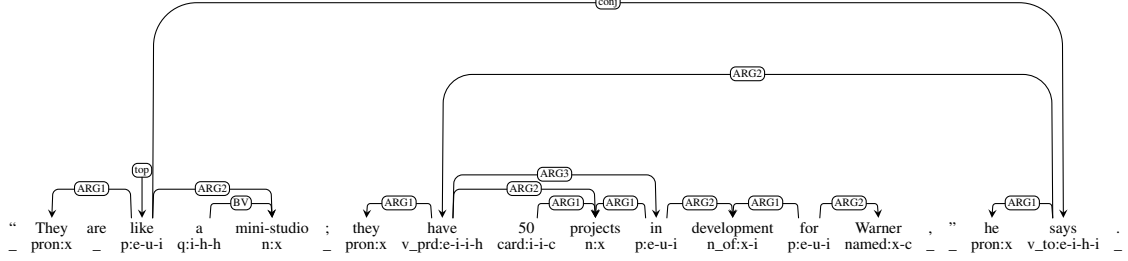 conj
ARG2
top
ARG3
ARG1 ARG2 ARG2
BV ARG1 ARG1 ARG1 ARG2 ARG1 ARG2 ARG1
“ They are like a mini-studio ; they have 50 projects in development for Warner , ” he says .
_ pron:x _ p:e-u-i q:i-h-h n:x _ pron:x v_prd:e-i-i-h card:i-i-c n:x p:e-u-i n_of:x-i p:e-u-i named:x-c _ _ pron:x v_to:e-i-h-i _